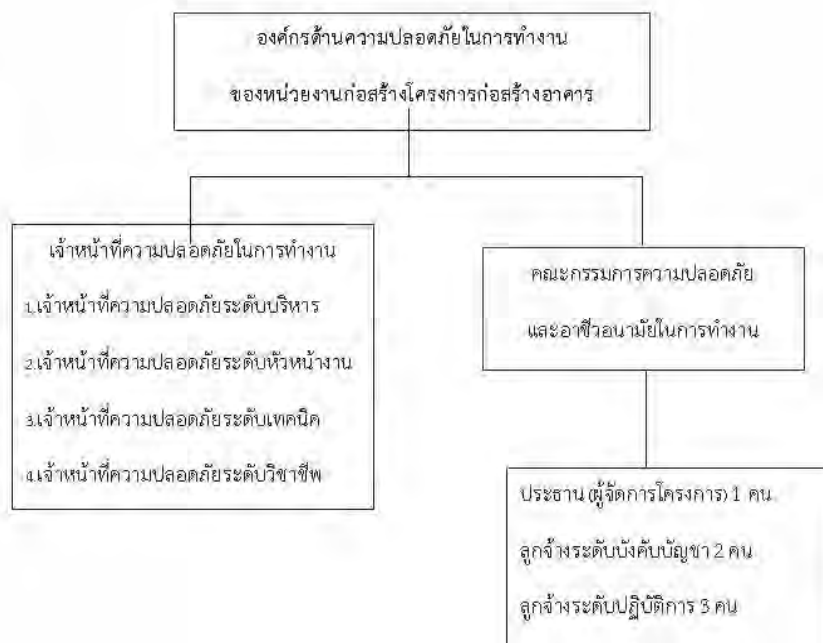 องค์กรด้านความปลอดภัยในการทำงาน
ของหน่วยงานก่อสร้างโครงการก่อสร้างอาคาร
เจ้าหน้าที่ความปลอดภัยในการทำงาน
1.เจ้าหน้าที่ความปลอดภัยระดับบริหาร
2.เจ้าหน้าที่ความปลอดภัยระดับหัวหน้างาน
3.เจ้าหน้าที่ความปลอดภัยระดับเทคนิค
4.เจ้าหน้าที่ความปลอดภัยระดับวิชาชีพ
คณะกรรมการความปลอดภัย
และอาชีวอนามัยในการทำงาน
ประธาน (ผู้จัดการโครงการ) 1 คน
ลูกจ้างระดับบังคับบัญชา 2 คน
ลูกจ้างระดับปฏิบัติการ 3 คน